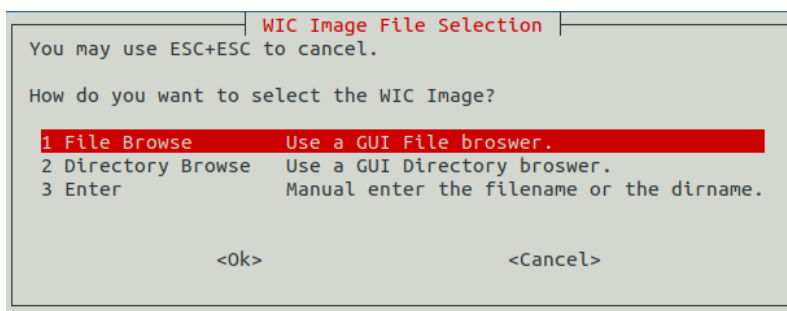 WIC Image File Selection
You may use ESC+ESC to cancel.
How do you want to select the WIC Image?
1 File Browse Use a GUI File broswer.
2 Directory Browse Use a GUI Directory broswer.
3 Enter Manual enter the filename or the dirname.
<Ok> <Cancel>